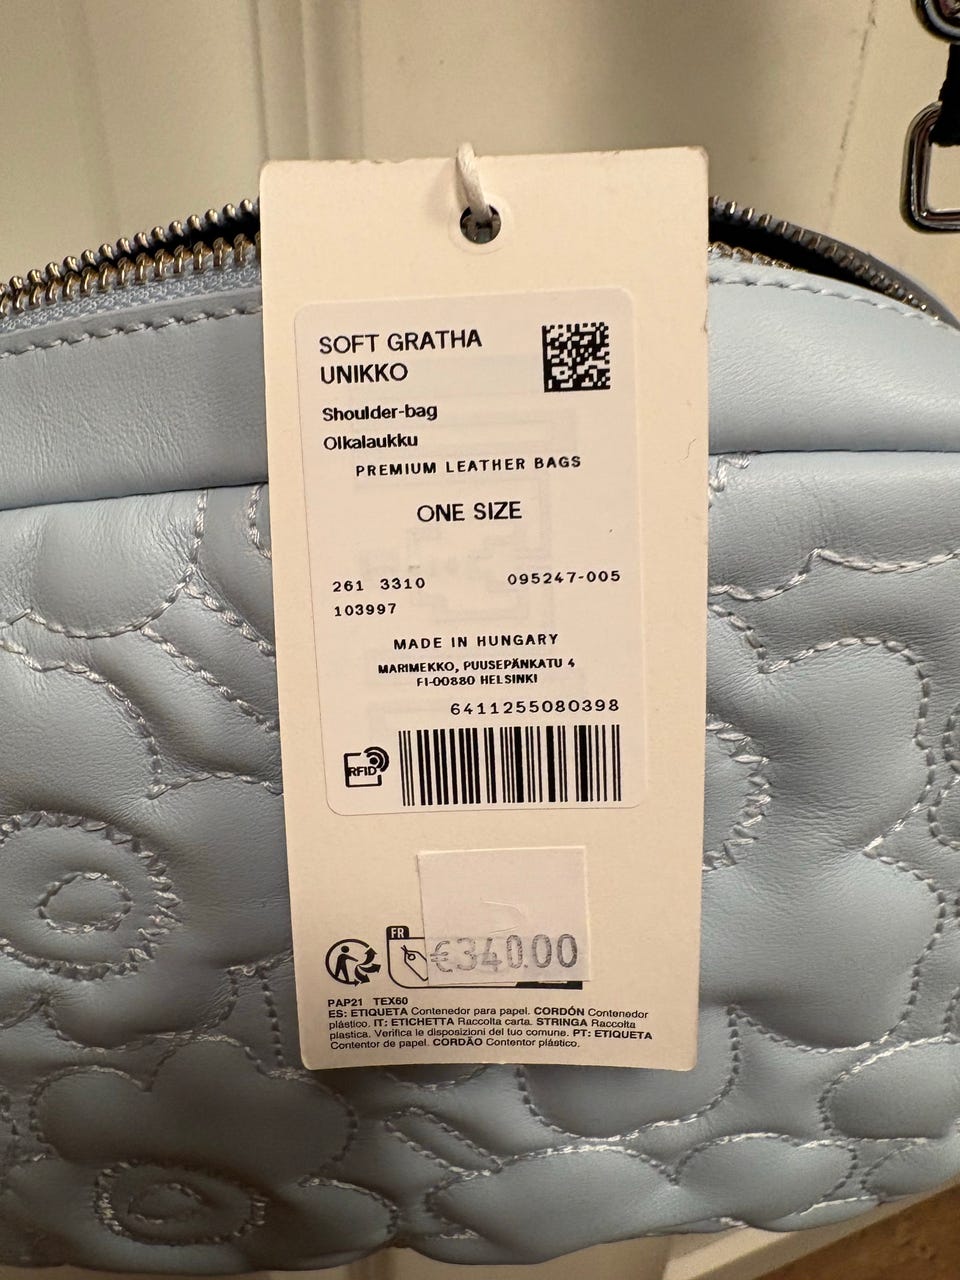 SOFT GRATHA
UNIKKO
Shoulder-bag
Olkalaukku
PREMIUM LEATHER BAGS
ONE SIZE
261 3310 095247-005
103997
MADE IN HUNGARY
MARIMEKKO, PUUSEPÄNKATU 4
FI-00880 HELSINKI
6411255080398
RFID
FR
€340.00
PAP21 TEX60
ES: ETIQUETA Contenedor para papel. CORDÓN Contenedor
plástico. IT: ETICHETTA Raccolta carta. STRINGA Raccolta
plastica. Verifica le disposizioni del tuo comune. PT: ETIQUETA
Contentor de papel. CORDÃO Contentor plástico.